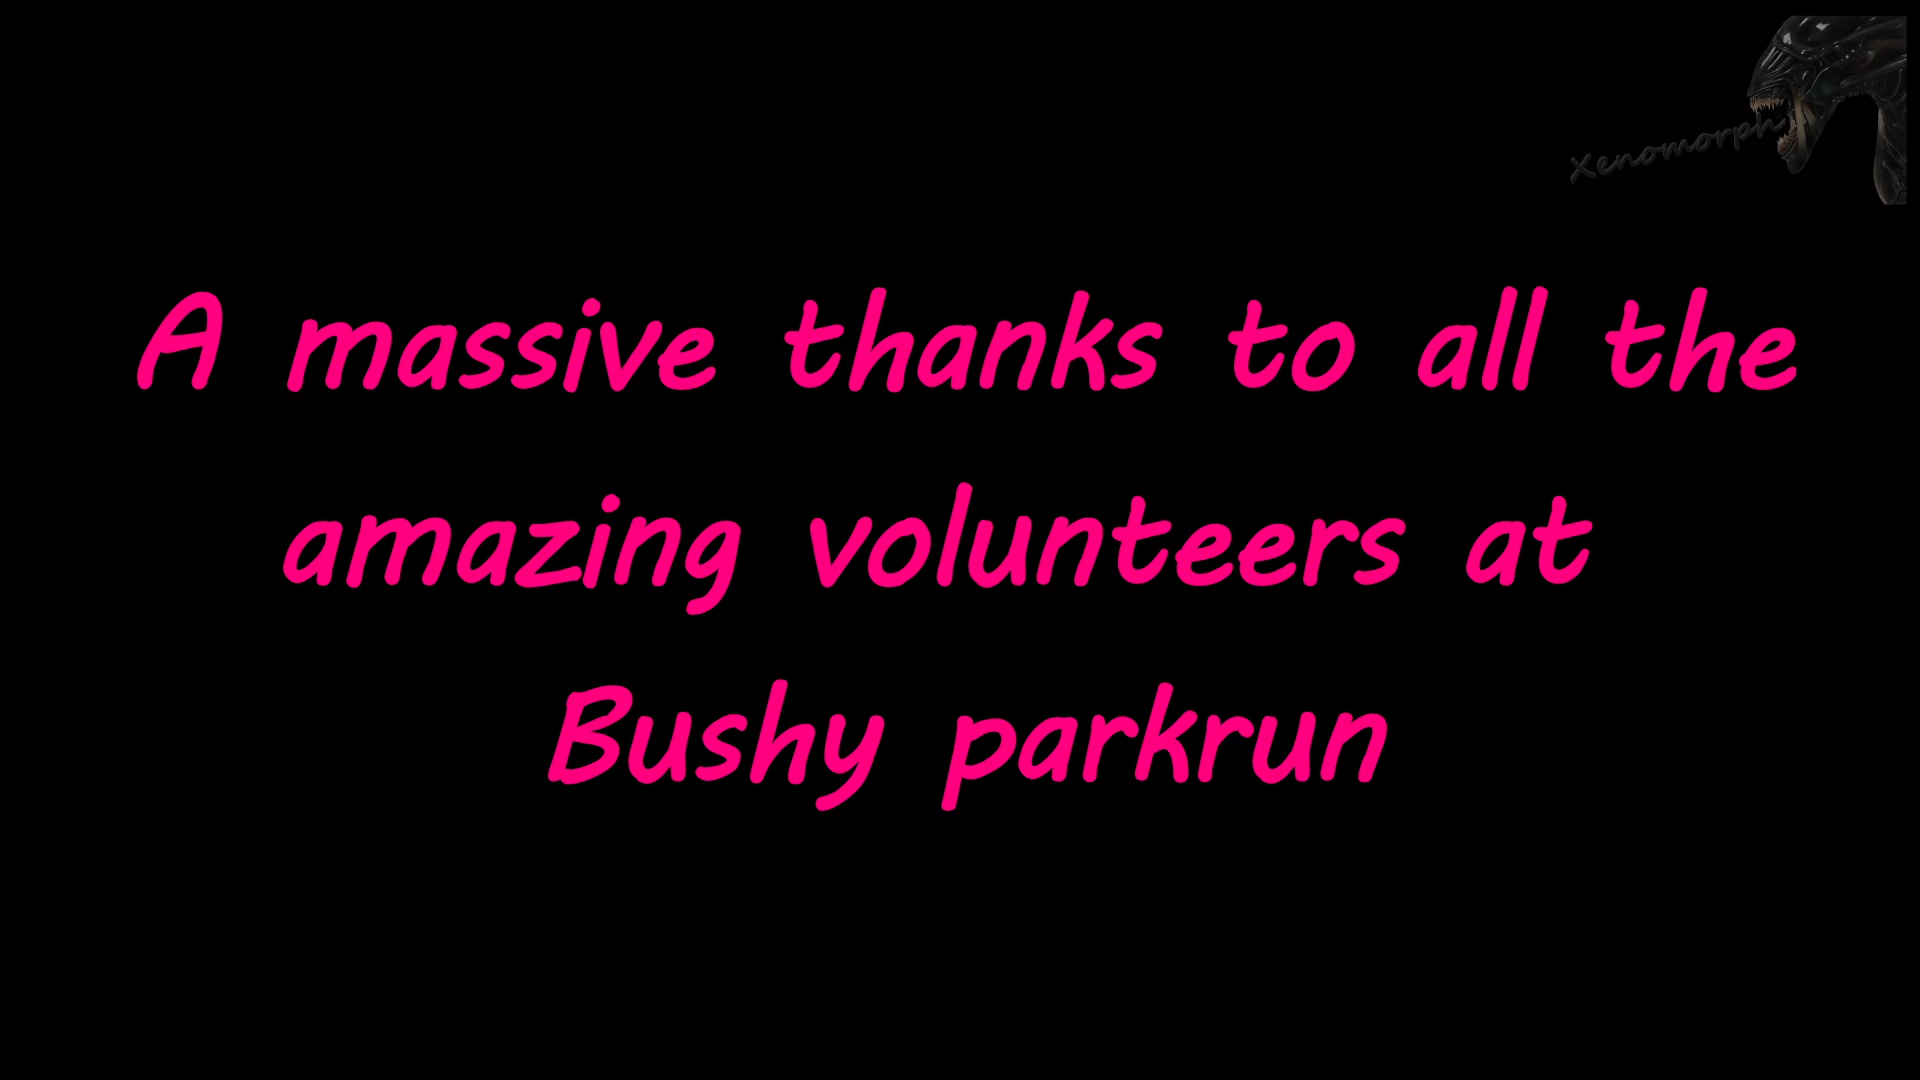 Xenomorph
A massive thanks to all the
amazing volunteers at
Bushy parkrun